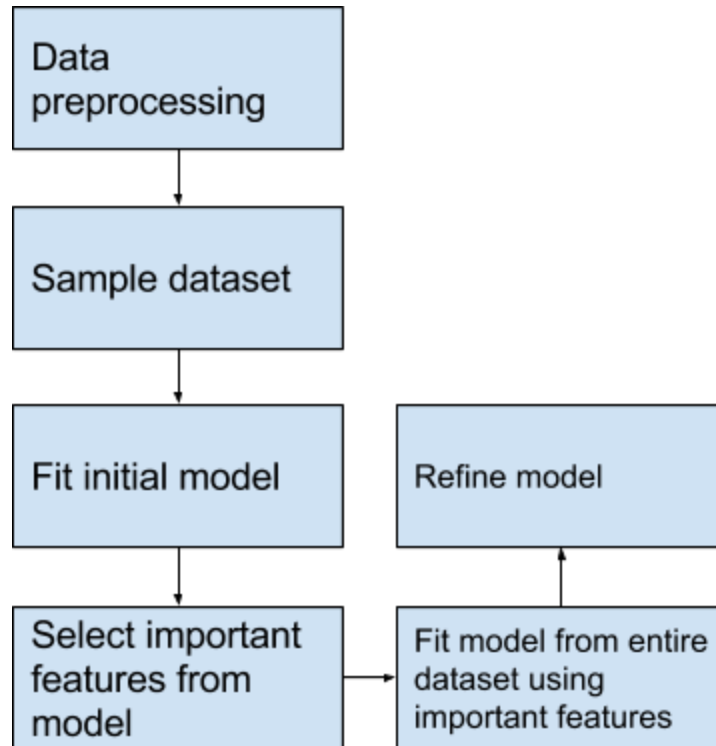 Data
preprocessing
Sample dataset
Fit initial model
Select important
features from
model
Fit model from entire
dataset using
important features
Refine model